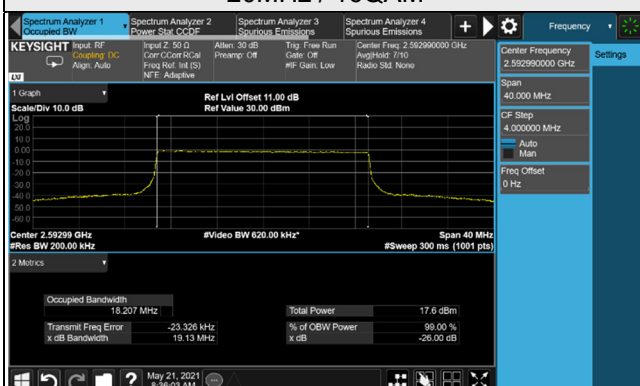 20MHz / 16QAM
Spectrum Analyzer 1
Occupied BW
Spectrum Analyzer 2
Power Stat CCDF
Spectrum Analyzer 3
Spurious Emissions
Spectrum Analyzer 4
Spurious Emissions
Frequency
KEYSIGHT
Input: RF
Coupling: DC
Align: Auto
Input Z: 50 Ω
Corr CCorr RCal
Freq Ref: Int (S)
NFE: Adaptive
Atten: 30 dB
Preamp: Off
Trig: Free Run
Gate: Off
#IF Gain: Low
Center Freq: 2.592990000 GHz
Avg|Hold: 7/10
Radio Std: None
LXI
Center Frequency
2.592990000 GHz
Settings
Span
40.000 MHz
CF Step
4.000000 MHz
Auto
Man
Freq Offset
0 Hz
1 Graph
Scale/Div 10.0 dB
Ref Lvl Offset 11.00 dB
Ref Value 30.00 dBm
Log
20.0
10.0
0.00
-10.0
-20.0
-30.0
-40.0
-50.0
-60.0
Center 2.59299 GHz
#Res BW 200.00 kHz
#Video BW 620.00 kHz*
Span 40 MHz
#Sweep 300 ms (1001 pts)
2 Metrics
Occupied Bandwidth
18.207 MHz
Total Power 17.6 dBm
Transmit Freq Error -23.326 kHz
% of OBW Power 99.00 %
x dB Bandwidth 19.13 MHz
x dB -26.00 dB
May 21, 2021
8:36:03 AM